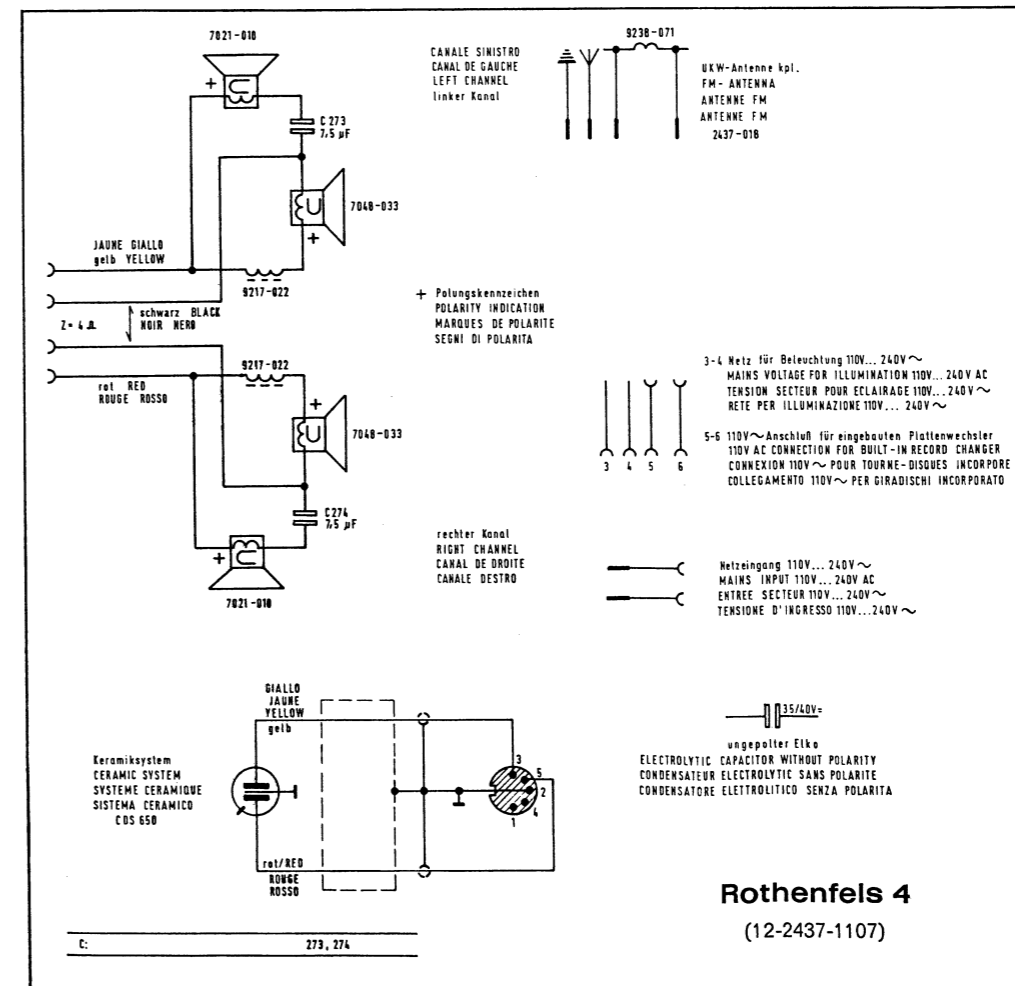 7021-010
+
C 273
7,5 µF
7048-033
+
JAUNE GIALLO
gelb YELLOW
9217-022
schwarz BLACK
NOIR NERO
Z= 4 Ω
CANALE SINISTRO
CANAL DE GAUCHE
LEFT CHANNEL
linker Kanal
9238-071
UKW-Antenne kpl.
FM- ANTENNA
ANTENNE FM
ANTENNE FM
2437-018
+ Polungskennzeichen
POLARITY INDICATION
MARQUES DE POLARITE
SEGNI DI POLARITA
9217-022
rot RED
ROUGE ROSSO
+
7048-033
C274
7,5 µF
+
7021-010
rechter Kanal
RIGHT CHANNEL
CANAL DE DROITE
CANALE DESTRO
3 4 5 6
3-4 Netz für Beleuchtung 110V... 240V~
MAINS VOLTAGE FOR ILLUMINATION 110V... 240V AC
TENSION SECTEUR POUR ECLAIRAGE 110V... 240V~
RETE PER ILLUMINAZIONE 110V... 240V~
5-6 110V~Anschluß für eingebauten Plattenwechsler
110V AC CONNECTION FOR BUILT-IN RECORD CHANGER
CONNEXION 110V~ POUR TOURNE-DISQUES INCORPORE
COLLEGAMENTO 110V~ PER GIRADISCHI INCORPORATO
Netzeingang 110V... 240V~
MAINS INPUT 110V... 240V AC
ENTREE SECTEUR 110V... 240V~
TENSIONE D'INGRESSO 110V...240V~
GIALLO
JAUNE
YELLOW
gelb
Keramiksystem
CERAMIC SYSTEM
SYSTEME CERAMIQUE
SISTEMA CERAMICO
CDS 650
rot/RED
ROUGE
ROSSO
3
5
2
4
1
35/40V=
ungepolter Elko
ELECTROLYTIC CAPACITOR WITHOUT POLARITY
CONDENSATEUR ELECTROLYTIC SANS POLARITE
CONDENSATORE ELETTROLITICO SENZA POLARITA
Rothenfels 4
(12-2437-1107)
C: 273, 274